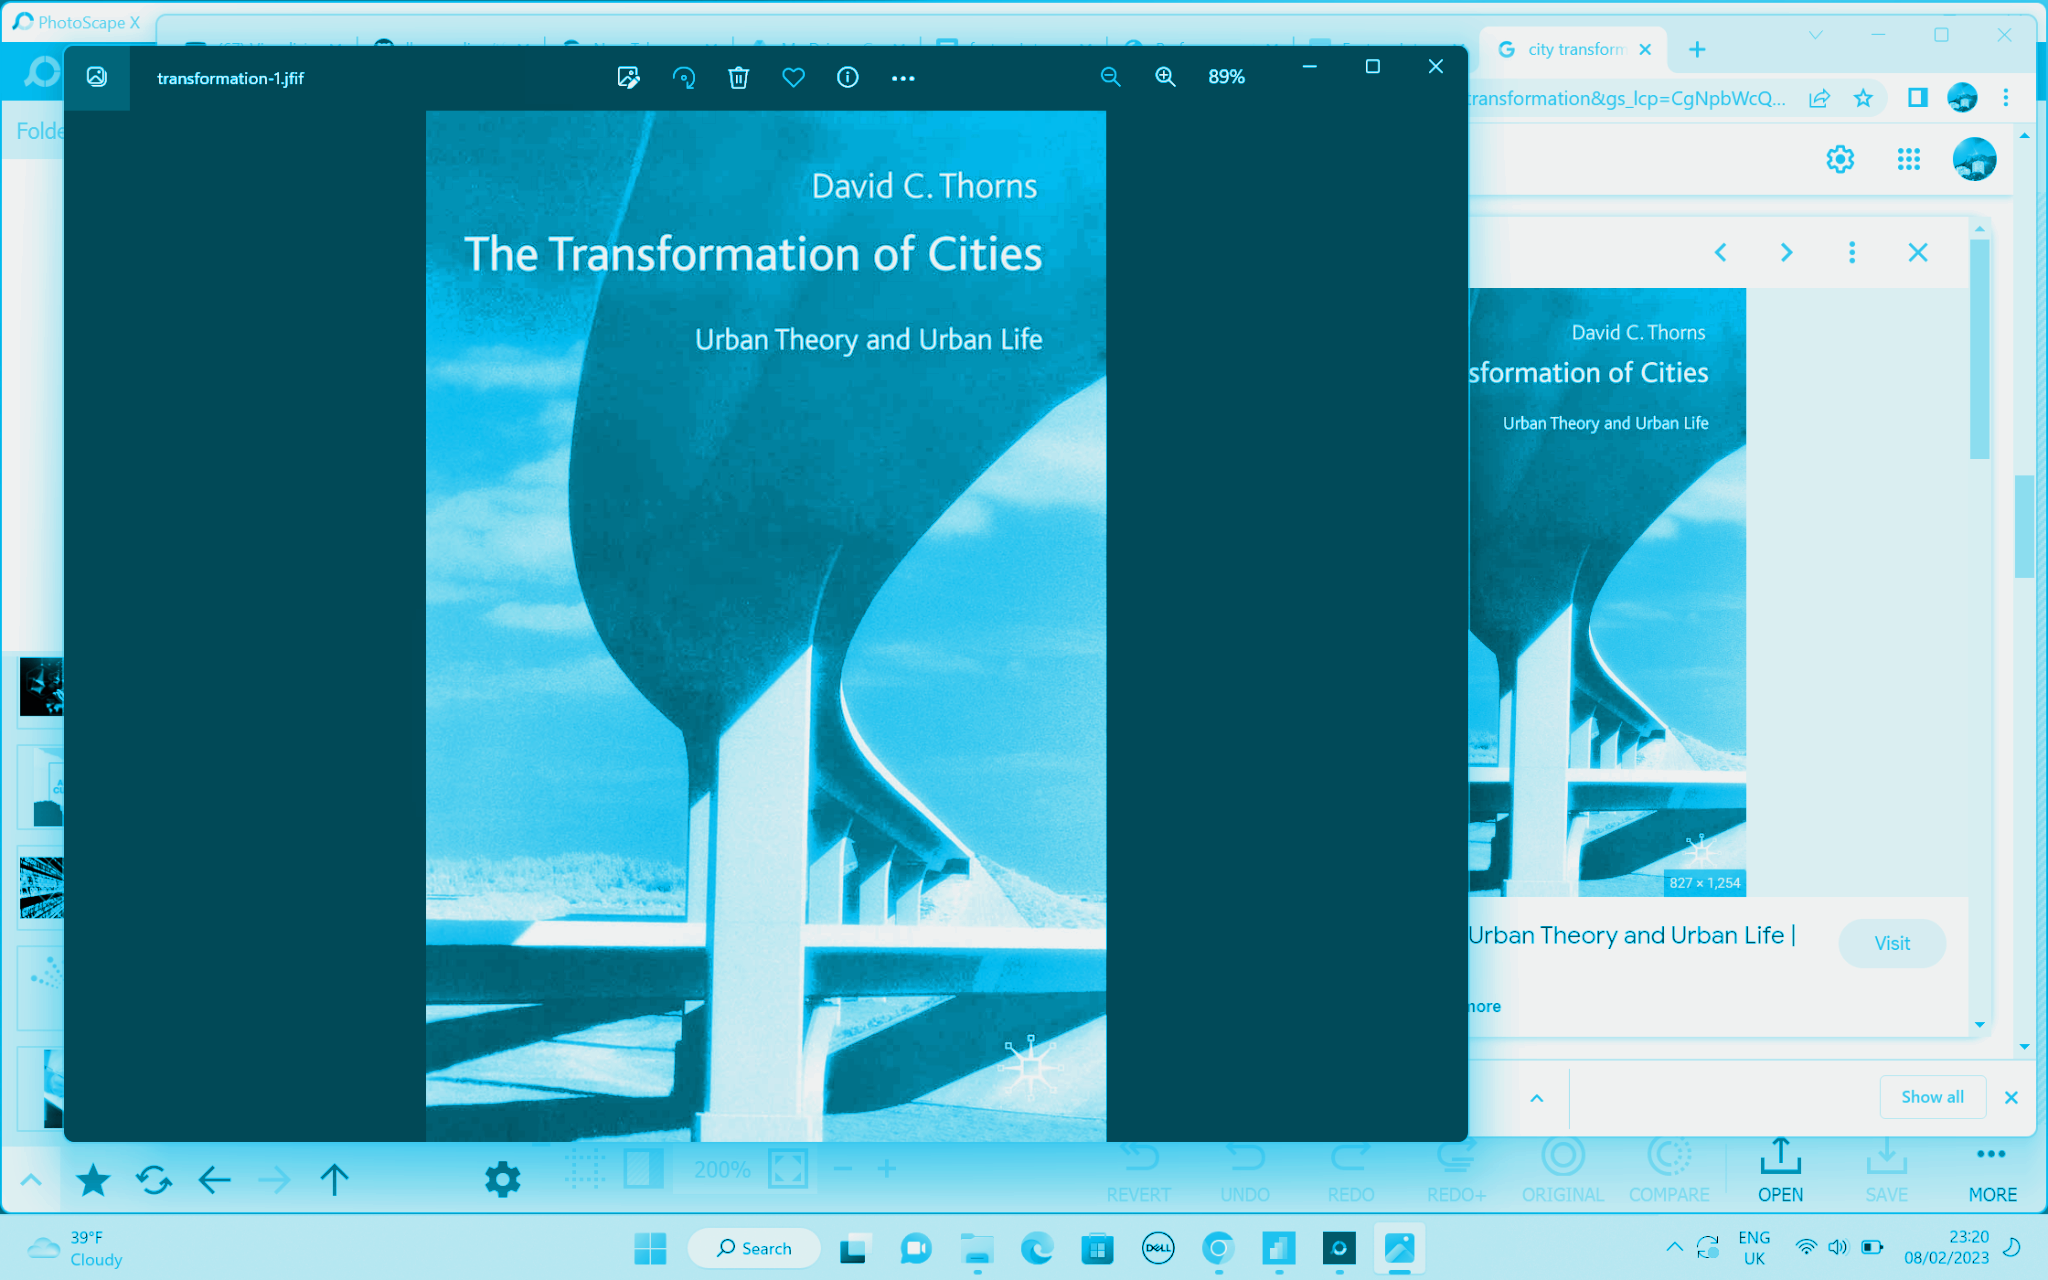 PhotoScape X
transformation-1.jfif
89%
city transform
transformation&gs_lcp=CgNpbWcQ...
Folde
David C. Thorns
The Transformation of Cities
Urban Theory and Urban Life
David C. Thorns
sformation of Cities
Urban Theory and Urban Life
827 × 1,254
Urban Theory and Urban Life |
Visit
more
Show all
200%
REVERT
UNDO
REDO
REDO+
ORIGINAL
COMPARE
OPEN
SAVE
MORE
39°F
Cloudy
Search
DELL
ENG
UK
23:20
08/02/2023